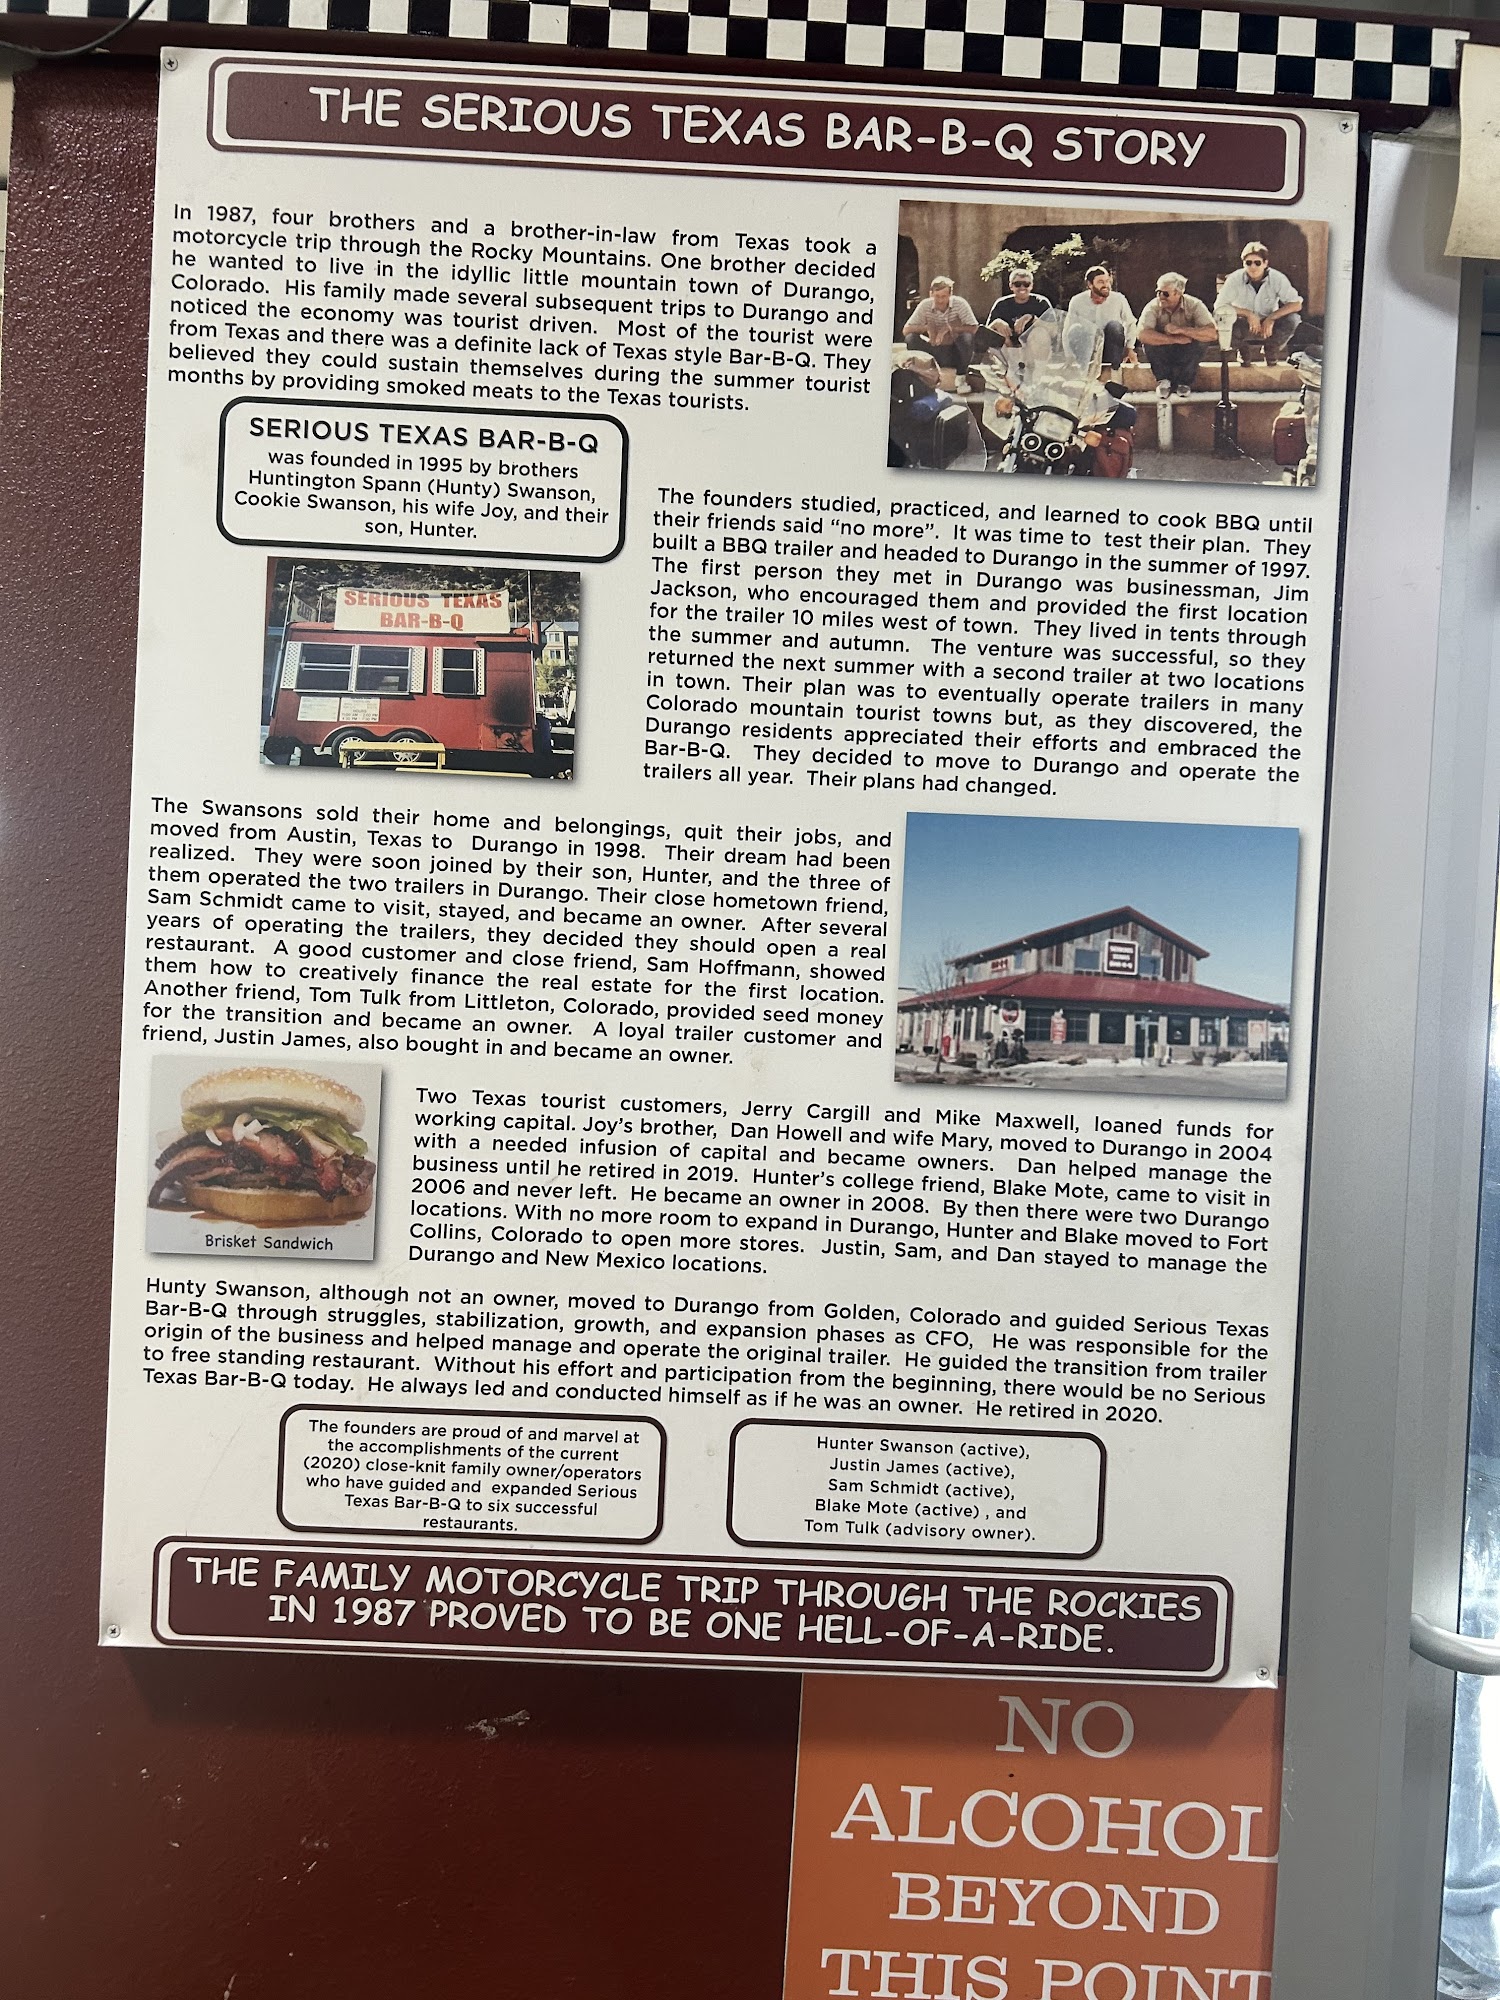 THE SERIOUS TEXAS BAR-B-Q STORY
In 1987, four brothers and a brother-in-law from Texas took a
motorcycle trip through the Rocky Mountains. One brother decided
he wanted to live in the idyllic little mountain town of Durango,
Colorado. His family made several subsequent trips to Durango and
noticed the economy was tourist driven. Most of the tourist were
from Texas and there was a definite lack of Texas style Bar-B-Q. They
believed they could sustain themselves during the summer tourist
months by providing smoked meats to the Texas tourists.
SERIOUS TEXAS BAR-B-Q
was founded in 1995 by brothers
Huntington Spann (Hunty) Swanson,
Cookie Swanson, his wife Joy, and their
son, Hunter.
SERIOUS TEXAS
BAR-B-Q
The founders studied, practiced, and learned to cook BBQ until
their friends said “no more”. It was time to test their plan. They
built a BBQ trailer and headed to Durango in the summer of 1997.
The first person they met in Durango was businessman, Jim
Jackson, who encouraged them and provided the first location
for the trailer 10 miles west of town. They lived in tents through
the summer and autumn. The venture was successful, so they
returned the next summer with a second trailer at two locations
in town. Their plan was to eventually operate trailers in many
Colorado mountain tourist towns but, as they discovered, the
Durango residents appreciated their efforts and embraced the
Bar-B-Q. They decided to move to Durango and operate the
trailers all year. Their plans had changed.
The Swansons sold their home and belongings, quit their jobs, and
moved from Austin, Texas to Durango in 1998. Their dream had been
realized. They were soon joined by their son, Hunter, and the three of
them operated the two trailers in Durango. Their close hometown friend,
Sam Schmidt came to visit, stayed, and became an owner. After several
years of operating the trailers, they decided they should open a real
restaurant. A good customer and close friend, Sam Hoffmann, showed
them how to creatively finance the real estate for the first location.
Another friend, Tom Tulk from Littleton, Colorado, provided seed money
for the transition and became an owner. A loyal trailer customer and
friend, Justin James, also bought in and became an owner.
Brisket Sandwich
Two Texas tourist customers, Jerry Cargill and Mike Maxwell, loaned funds for
working capital. Joy’s brother, Dan Howell and wife Mary, moved to Durango in 2004
with a needed infusion of capital and became owners. Dan helped manage the
business until he retired in 2019. Hunter’s college friend, Blake Mote, came to visit in
2006 and never left. He became an owner in 2008. By then there were two Durango
locations. With no more room to expand in Durango, Hunter and Blake moved to Fort
Collins, Colorado to open more stores. Justin, Sam, and Dan stayed to manage the
Durango and New Mexico locations.
Hunty Swanson, although not an owner, moved to Durango from Golden, Colorado and guided Serious Texas
Bar-B-Q through struggles, stabilization, growth, and expansion phases as CFO, He was responsible for the
origin of the business and helped manage and operate the original trailer. He guided the transition from trailer
to free standing restaurant. Without his effort and participation from the beginning, there would be no Serious
Texas Bar-B-Q today. He always led and conducted himself as if he was an owner. He retired in 2020.
The founders are proud of and marvel at
the accomplishments of the current
(2020) close-knit family owner/operators
who have guided and expanded Serious
Texas Bar-B-Q to six successful
restaurants.
Hunter Swanson (active),
Justin James (active),
Sam Schmidt (active),
Blake Mote (active) , and
Tom Tulk (advisory owner).
THE FAMILY MOTORCYCLE TRIP THROUGH THE ROCKIES
IN 1987 PROVED TO BE ONE HELL-OF-A-RIDE.
NO
ALCOHOL
BEYOND
THIS POINT